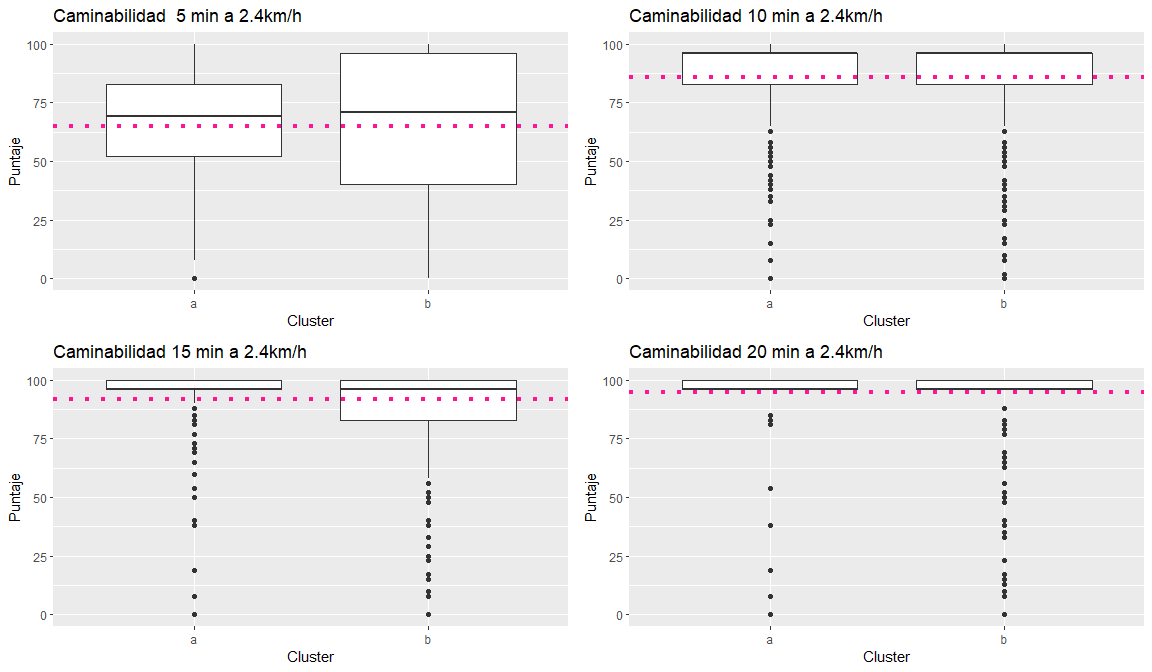 Caminabilidad  5 min a 2.4km/h
Puntaje
100
75
50
25
0
a
b
Cluster
Caminabilidad 10 min a 2.4km/h
Puntaje
100
75
50
25
0
a
b
Cluster
Caminabilidad 15 min a 2.4km/h
Puntaje
100
75
50
25
0
a
b
Cluster
Caminabilidad 20 min a 2.4km/h
Puntaje
100
75
50
25
0
a
b
Cluster